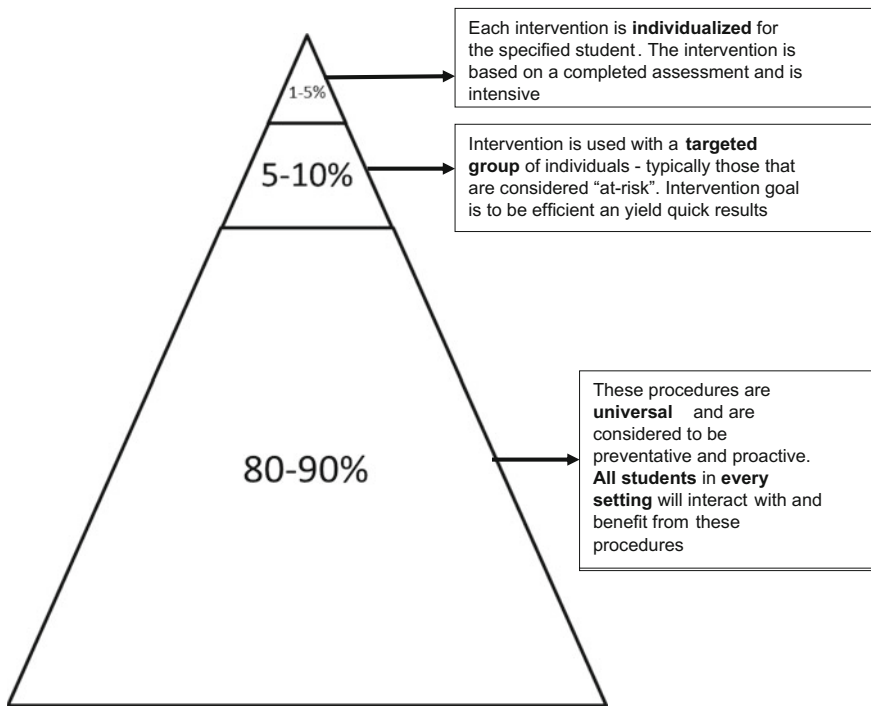 1-5%
Each intervention is individualized for
the specified student. The intervention is
based on a completed assessment and is
intensive
5-10%
Intervention is used with a targeted
group of individuals - typically those that
are considered “at-risk”. Intervention goal
is to be efficient an yield quick results
80-90%
These procedures are
universal and are
considered to be
preventative and proactive.
All students in every
setting will interact with and
benefit from these
procedures